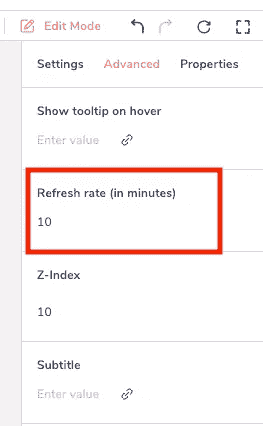 Edit Mode
Settings Advanced Properties
Show tooltip on hover
Enter value
Refresh rate (in minutes)
10
Z-Index
10
Subtitle
Enter value